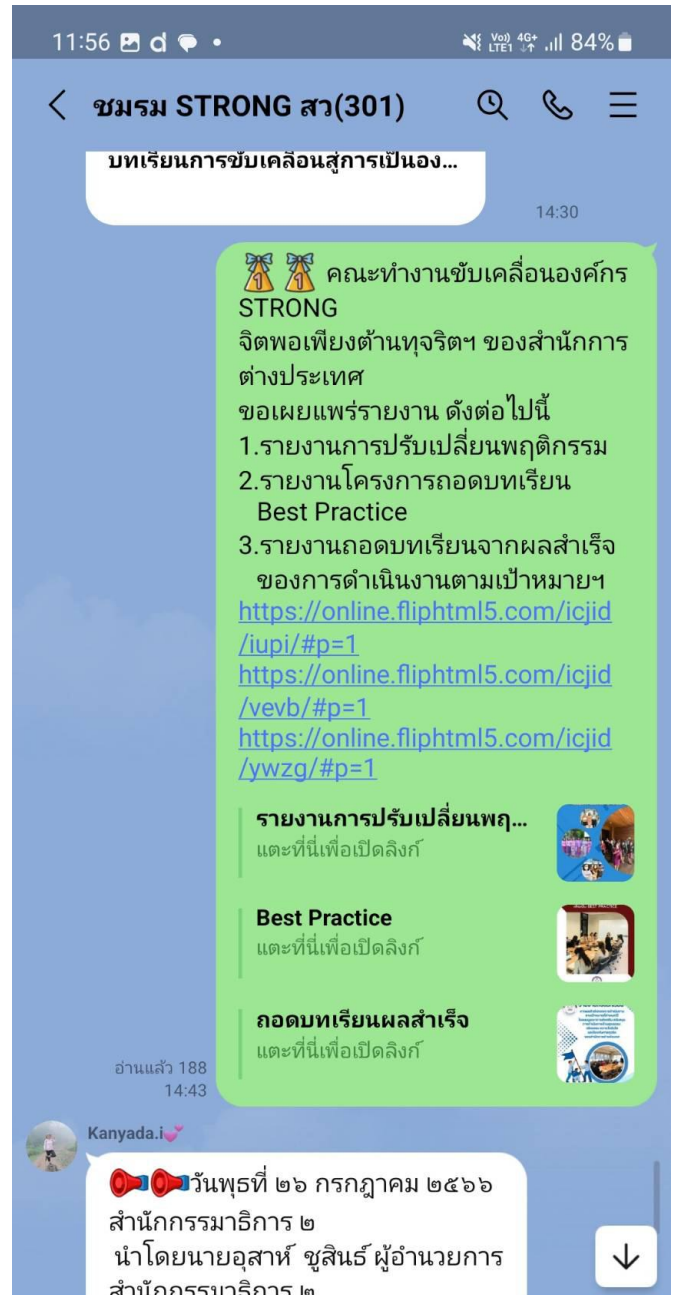 11:56
Vo)) 4G+ LTE1 84%
ชมรม STRONG สว(301)
บทเรียนการขับเคลื่อนสู่การเป็นอง...
14:30
คณะทำงานขับเคลื่อนองค์กร
STRONG
จิตพอเพียงต้านทุจริตฯ ของสำนักการ
ต่างประเทศ
ขอเผยแพร่รายงาน ดังต่อไปนี้
1.รายงานการปรับเปลี่ยนพฤติกรรม
2.รายงานโครงการถอดบทเรียน
Best Practice
3.รายงานถอดบทเรียนจากผลสำเร็จ
ของการดำเนินงานตามเป้าหมายฯ
https://online.fliphtml5.com/icjid
/iupi/#p=1
https://online.fliphtml5.com/icjid
/vevb/#p=1
https://online.fliphtml5.com/icjid
/ywzg/#p=1
รายงานการปรับเปลี่ยนพฤ...
แตะที่นี่เพื่อเปิดลิงก์
Best Practice
แตะที่นี่เพื่อเปิดลิงก์
ถอดบทเรียนผลสำเร็จ
แตะที่นี่เพื่อเปิดลิงก์
อ่านแล้ว 188
14:43
Kanyada.i
วันพุธที่ ๒๖ กรกฎาคม ๒๕๖๖
สำนักกรรมาธิการ ๒
นำโดยนายอุสาห์ ชูสินธ์ ผู้อำนวยการ
สำนักกรรมาธิการ ๒